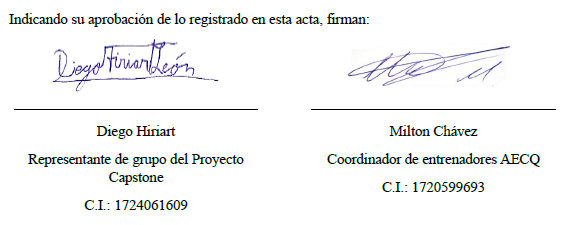 Indicando su aprobación de lo registrado en esta acta, firman:
Diego Hiriart León
Diego Hiriart
Representante de grupo del Proyecto
Capstone
C.I.: 1724061609
Milton Chávez
Coordinador de entrenadores AECQ
C.I.: 1720599693